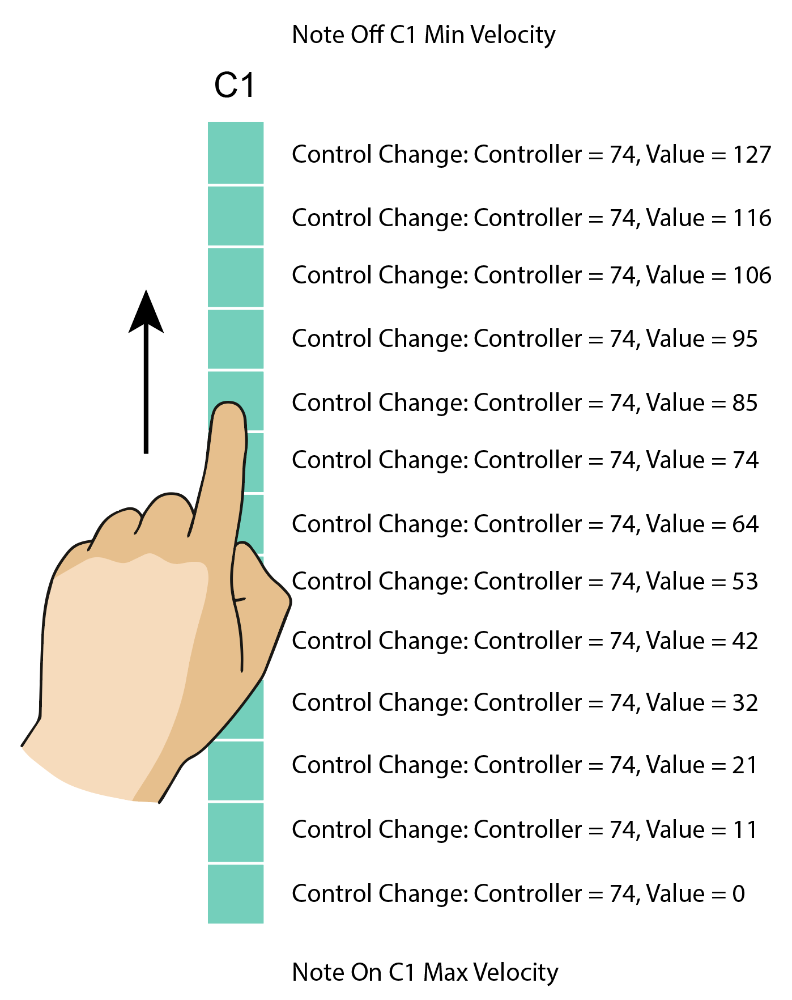 Note Off C1 Min Velocity
C1
Control Change: Controller = 74, Value = 127
Control Change: Controller = 74, Value = 116
Control Change: Controller = 74, Value = 106
Control Change: Controller = 74, Value = 95
Control Change: Controller = 74, Value = 85
Control Change: Controller = 74, Value = 74
Control Change: Controller = 74, Value = 64
Control Change: Controller = 74, Value = 53
Control Change: Controller = 74, Value = 42
Control Change: Controller = 74, Value = 32
Control Change: Controller = 74, Value = 21
Control Change: Controller = 74, Value = 11
Control Change: Controller = 74, Value = 0
Note On C1 Max Velocity